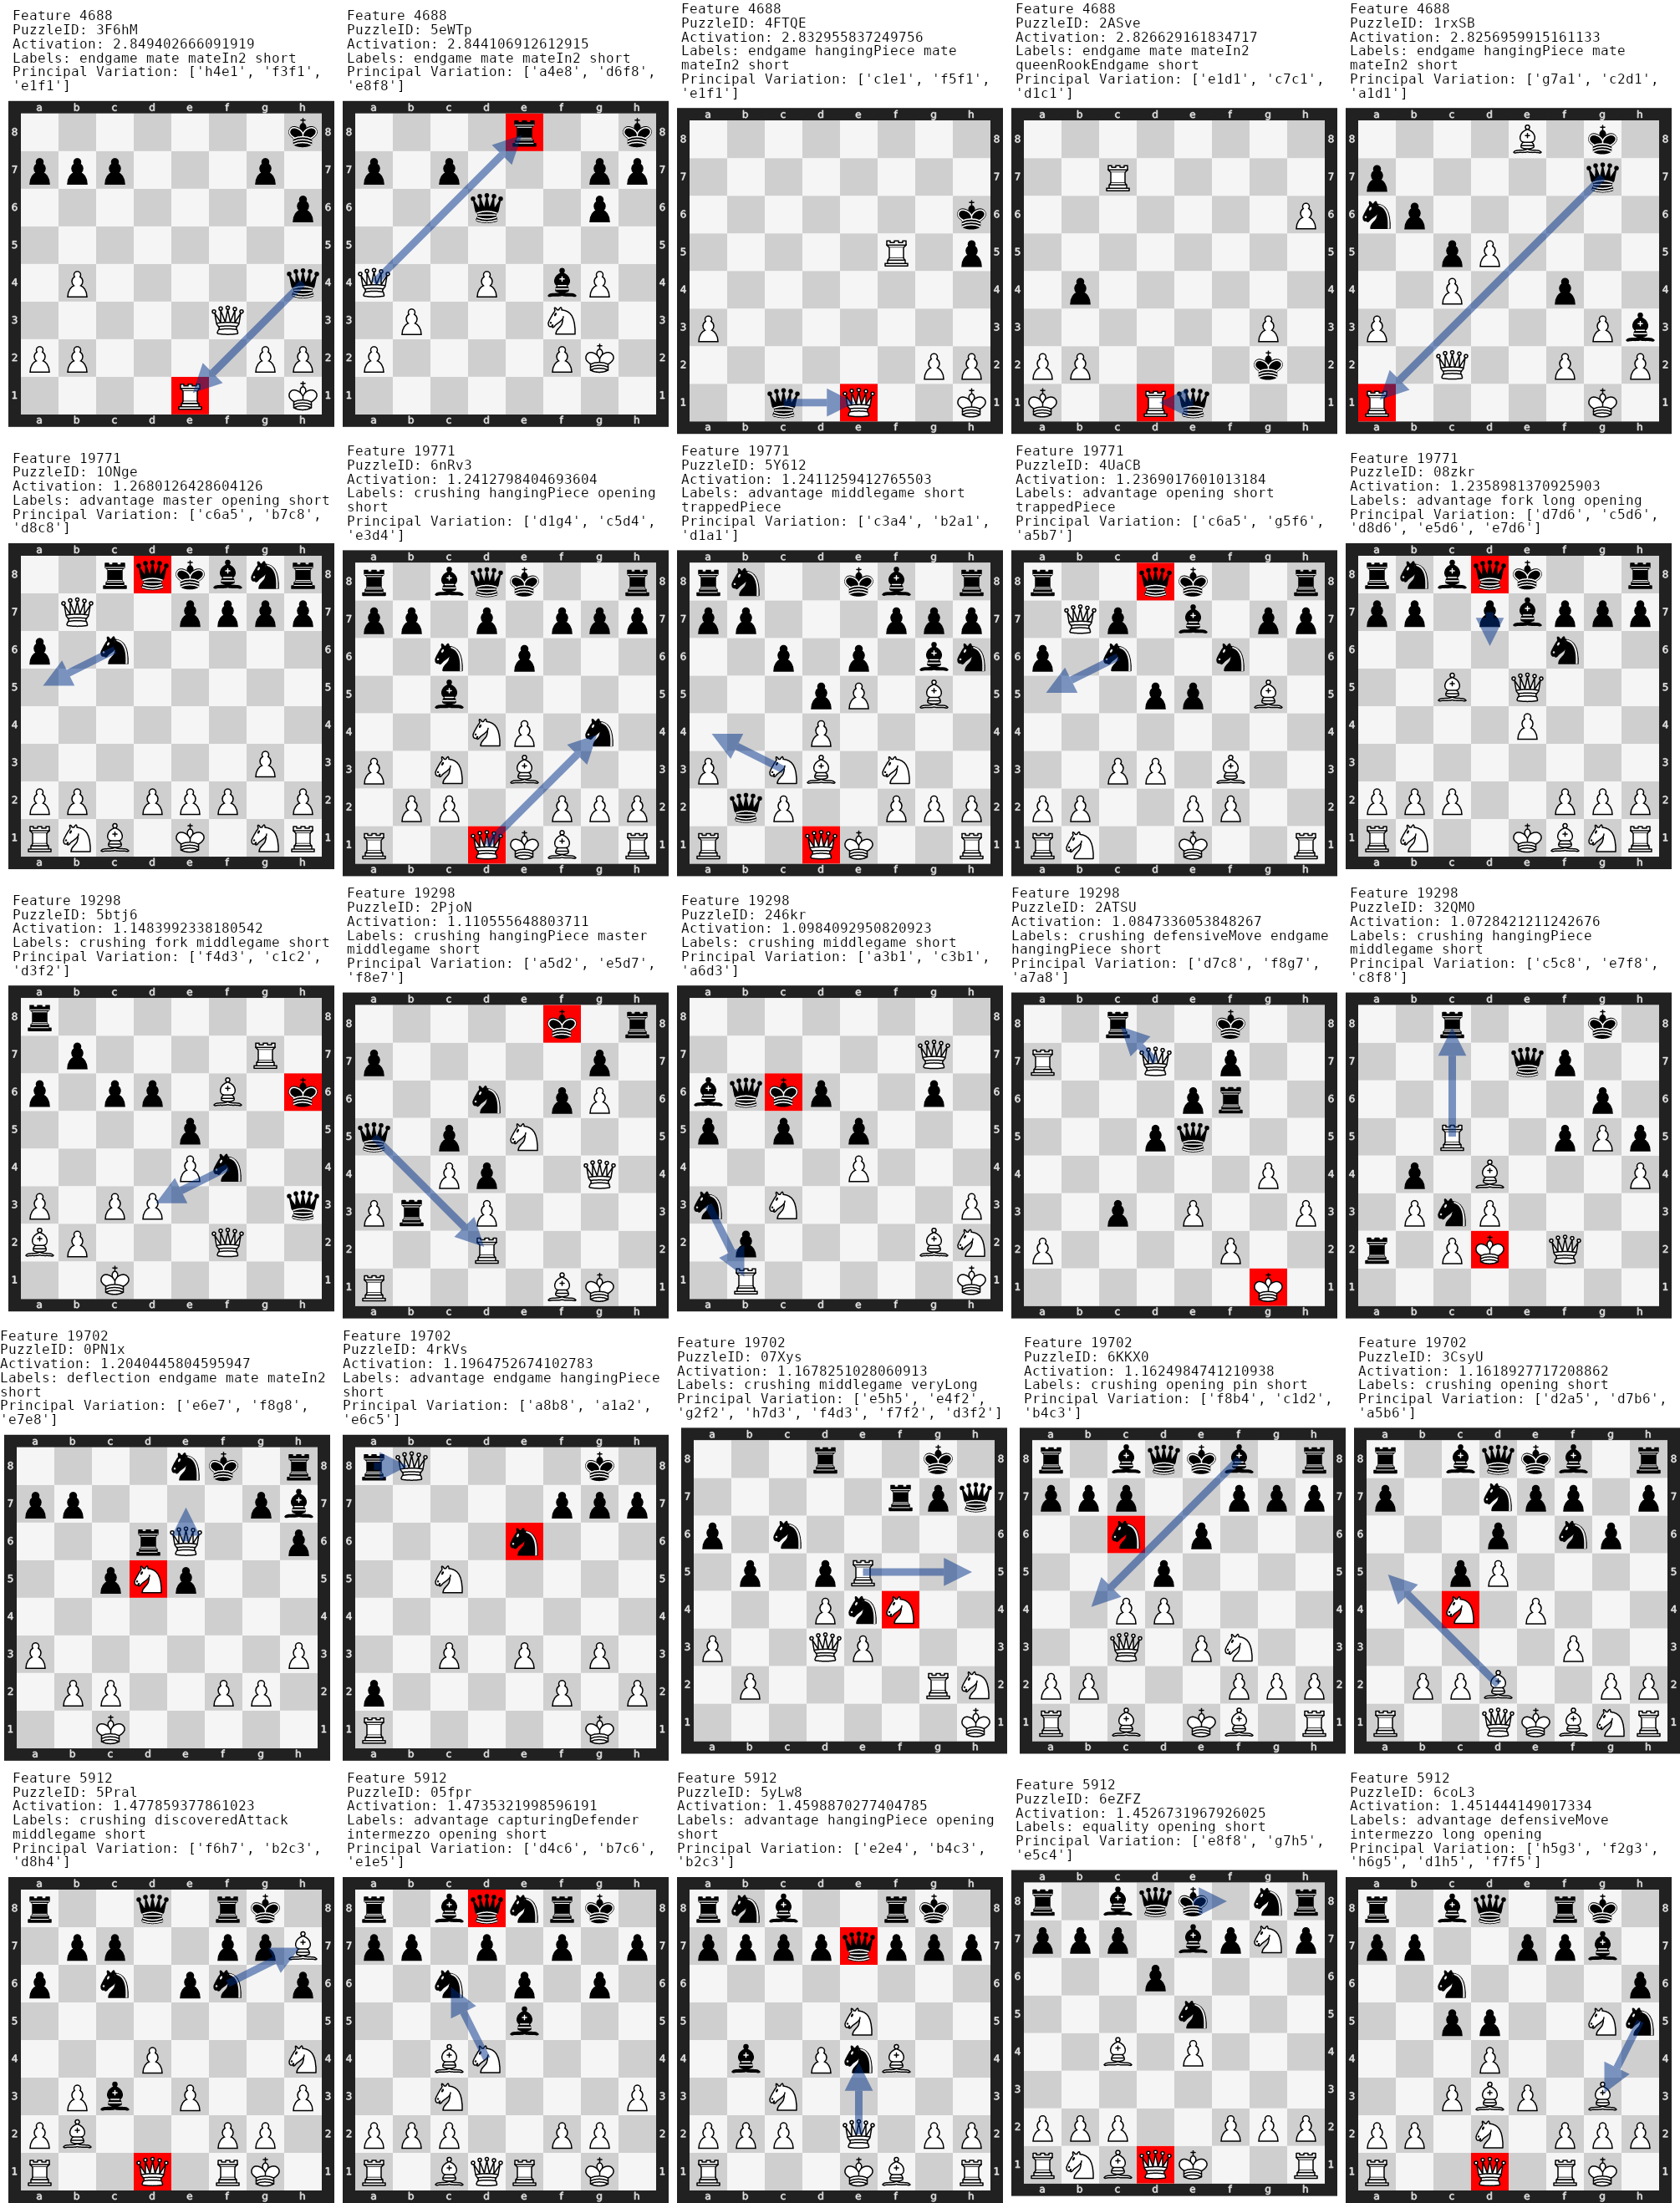 Feature 4688
PuzzleID: 3F6hM
Activation: 2.849402666091919
Labels: endgame mate mateIn2 short
Principal Variation: ['h4e1', 'f3f1',
'e1f1']
Feature 4688
PuzzleID: 5eWTp
Activation: 2.844106912612915
Labels: endgame mate mateIn2 short
Principal Variation: ['a4e8', 'd6f8',
'e8f8']
Feature 4688
PuzzleID: 4FTQE
Activation: 2.832955837249756
Labels: endgame hangingPiece mate
mateIn2 short
Principal Variation: ['c1e1', 'f5f1',
'e1f1']
Feature 4688
PuzzleID: 2ASve
Activation: 2.826629161834717
Labels: endgame mate mateIn2
queenRookEndgame short
Principal Variation: ['e1d1', 'c7c1',
'd1c1']
Feature 4688
PuzzleID: 1rxSB
Activation: 2.8256959915161133
Labels: endgame hangingPiece mate
mateIn2 short
Principal Variation: ['g7a1', 'c2d1',
'a1d1']
Feature 19771
PuzzleID: 1ONge
Activation: 1.2680126428604126
Labels: advantage master opening short
Principal Variation: ['c6a5', 'b7c8',
'd8c8']
Feature 19771
PuzzleID: 6nRv3
Activation: 1.2412798404693604
Labels: crushing hangingPiece opening
short
Principal Variation: ['d1g4', 'c5d4',
'e3d4']
Feature 19771
PuzzleID: 5Y612
Activation: 1.2411259412765503
Labels: advantage middlegame short
trappedPiece
Principal Variation: ['c3a4', 'b2a1',
'd1a1']
Feature 19771
PuzzleID: 4UaCB
Activation: 1.2369017601013184
Labels: advantage opening short
trappedPiece
Principal Variation: ['c6a5', 'g5f6',
'a5b7']
Feature 19771
PuzzleID: 08zkr
Activation: 1.2358981370925903
Labels: advantage fork long opening
Principal Variation: ['d7d6', 'c5d6',
'd8d6', 'e5d6', 'e7d6']
Feature 19298
PuzzleID: 5btj6
Activation: 1.1483992338180542
Labels: crushing fork middlegame short
Principal Variation: ['f4d3', 'c1c2',
'd3f2']
Feature 19298
PuzzleID: 2PjoN
Activation: 1.110555648803711
Labels: crushing hangingPiece master
middlegame short
Principal Variation: ['a5d2', 'e5d7',
'f8e7']
Feature 19298
PuzzleID: 246kr
Activation: 1.0984092950820923
Labels: crushing middlegame short
Principal Variation: ['a3b1', 'c3b1',
'a6d3']
Feature 19298
PuzzleID: 2ATSU
Activation: 1.0847336053848267
Labels: crushing defensiveMove endgame
hangingPiece short
Principal Variation: ['d7c8', 'f8g7',
'a7a8']
Feature 19298
PuzzleID: 32QMO
Activation: 1.0728421211242676
Labels: crushing hangingPiece
middlegame short
Principal Variation: ['c5c8', 'e7f8',
'c8f8']
Feature 19702
PuzzleID: 0PN1x
Activation: 1.2040445804595947
Labels: deflection endgame mate mateIn2
short
Principal Variation: ['e6e7', 'f8g8',
'e7e8']
Feature 19702
PuzzleID: 4rkVs
Activation: 1.1964752674102783
Labels: advantage endgame hangingPiece
short
Principal Variation: ['a8b8', 'a1a2',
'e6c5']
Feature 19702
PuzzleID: 07Xys
Activation: 1.1678251028060913
Labels: crushing middlegame veryLong
Principal Variation: ['e5h5', 'e4f2',
'g2f2', 'h7d3', 'f4d3', 'f7f2', 'd3f2']
Feature 19702
PuzzleID: 6KKX0
Activation: 1.1624984741210938
Labels: crushing opening pin short
Principal Variation: ['f8b4', 'c1d2',
'b4c3']
Feature 19702
PuzzleID: 3CsyU
Activation: 1.1618927717208862
Labels: crushing opening short
Principal Variation: ['d2a5', 'd7b6',
'a5b6']
Feature 5912
PuzzleID: 5Pral
Activation: 1.477859377861023
Labels: crushing discoveredAttack
middlegame short
Principal Variation: ['f6h7', 'b2c3',
'd8h4']
Feature 5912
PuzzleID: 05fpr
Activation: 1.4735321998596191
Labels: advantage capturingDefender
intermezzo opening short
Principal Variation: ['d4c6', 'b7c6',
'e1e5']
Feature 5912
PuzzleID: 5yLw8
Activation: 1.4598870277404785
Labels: advantage hangingPiece opening
short
Principal Variation: ['e2e4', 'b4c3',
'b2c3']
Feature 5912
PuzzleID: 6eZFZ
Activation: 1.4526731967926025
Labels: equality opening short
Principal Variation: ['e8f8', 'g7h5',
'e5c4']
Feature 5912
PuzzleID: 6coL3
Activation: 1.451444149017334
Labels: advantage defensiveMove
intermezzo long opening
Principal Variation: ['h5g3', 'f2g3',
'h6g5', 'd1h5', 'f7f5']